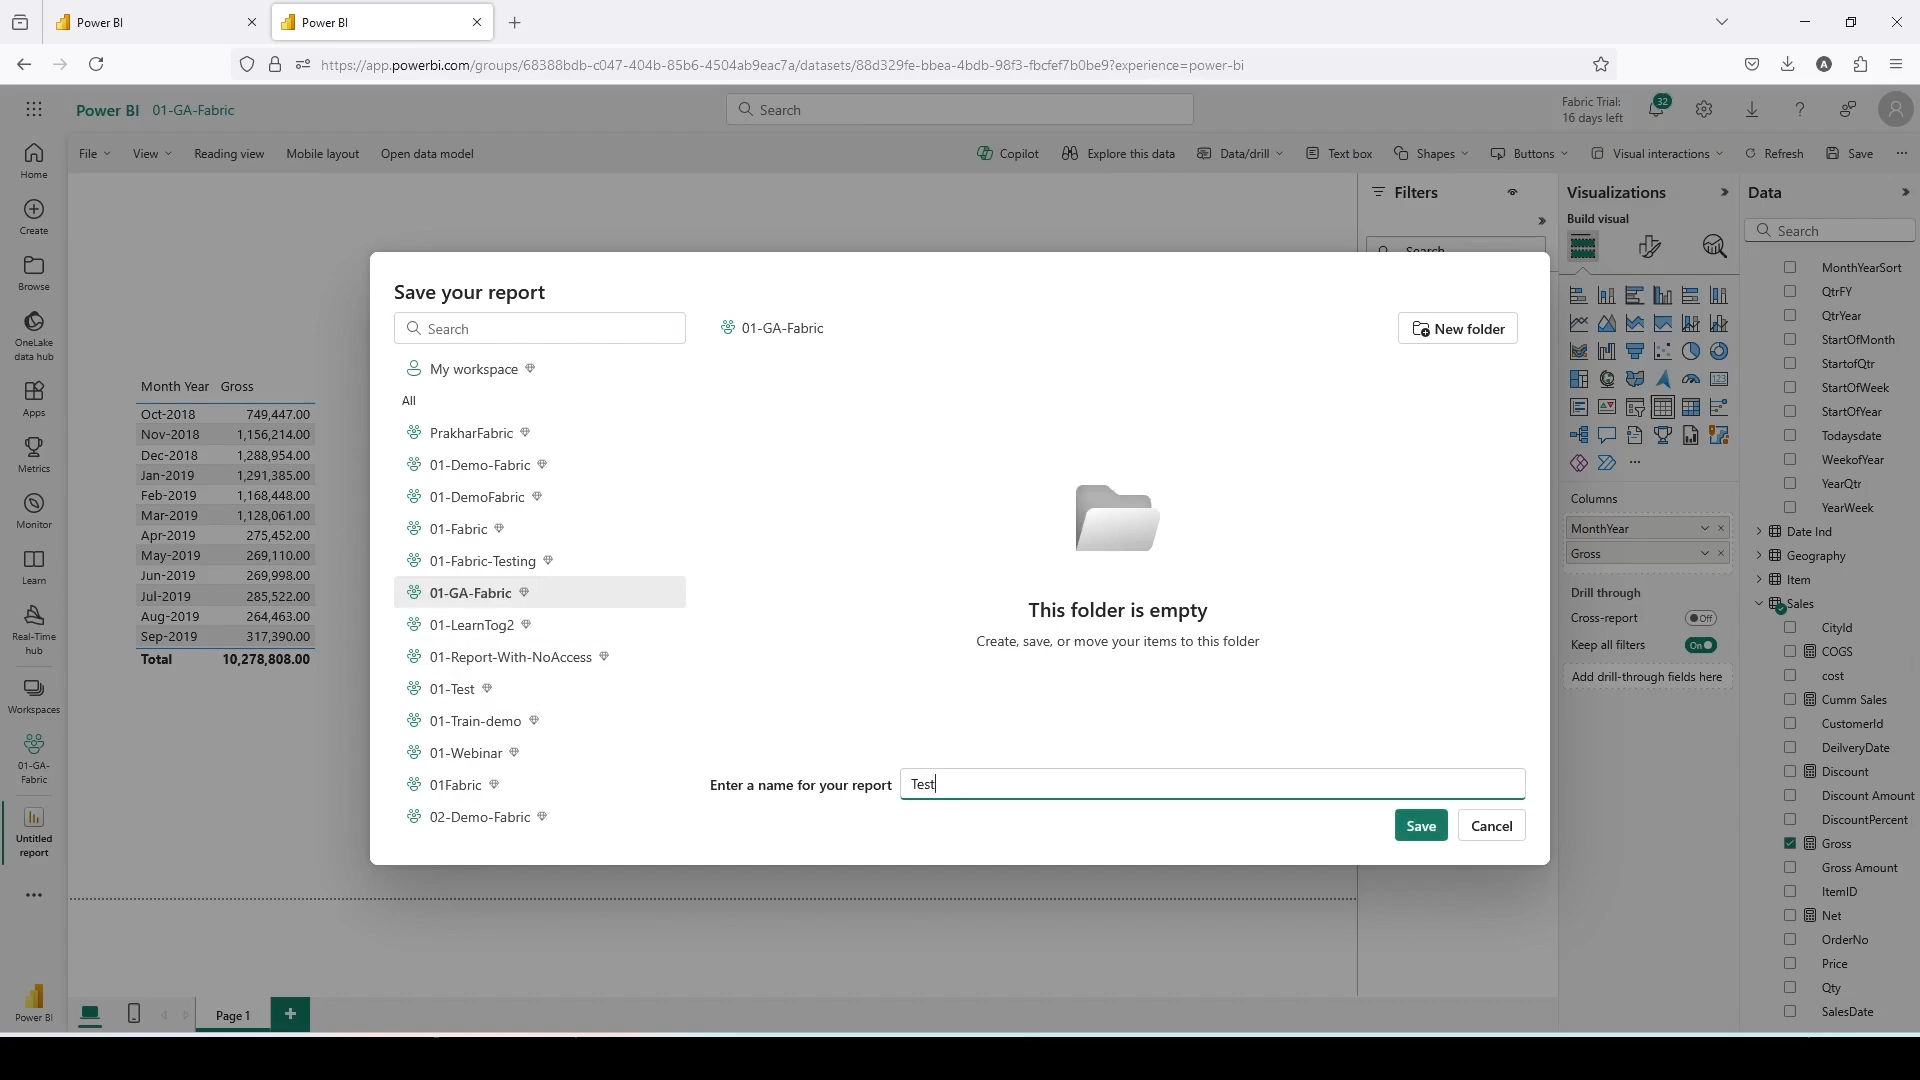 Power BI
Power BI
https://app.powerbi.com/groups/68388bdb-c047-404b-85b6-4504ab9eac7a/datasets/88d329fe-bbea-4bdb-98f3-fbcfef7b0be9?experience=power-bi
A
Power BI 01-GA-Fabric
Search
Fabric Trial:
16 days left
32
File View Reading view Mobile layout Open data model
Copilot Explore this data Data/drill Text box Shapes Buttons Visual interactions Refresh Save
Home
Create
Browse
OneLake
data hub
Apps
Metrics
Monitor
Learn
Real-Time
hub
Workspaces
01-GA-
Fabric
Untitled
report
Power BI
Month Year Gross
Oct-2018 749,447.00
Nov-2018 1,156,214.00
Dec-2018 1,288,954.00
Jan-2019 1,291,385.00
Feb-2019 1,168,448.00
Mar-2019 1,128,061.00
Apr-2019 275,452.00
May-2019 269,110.00
Jun-2019 269,998.00
Jul-2019 285,522.00
Aug-2019 264,463.00
Sep-2019 317,390.00
Total 10,278,808.00
Save your report
Search
My workspace
All
PrakharFabric
01-Demo-Fabric
01-DemoFabric
01-Fabric
01-Fabric-Testing
01-GA-Fabric
01-LearnTog2
01-Report-With-NoAccess
01-Test
01-Train-demo
01-Webinar
01Fabric
02-Demo-Fabric
01-GA-Fabric
New folder
This folder is empty
Create, save, or move your items to this folder
Enter a name for your report Test
Save Cancel
Page 1
Filters
Search
Visualizations
Build visual
123
Columns
MonthYear
Gross
Drill through
Cross-report Off
Keep all filters On
Add drill-through fields here
Data
Search
MonthYearSort
QtrFY
QtrYear
StartOfMonth
StartofQtr
StartOfWeek
StartOfYear
Todaysdate
WeekofYear
YearQtr
YearWeek
Date Ind
Geography
Item
Sales
CityId
COGS
cost
Cumm Sales
CustomerId
DeilveryDate
Discount
Discount Amount
DiscountPercent
Gross
Gross Amount
ItemID
Net
OrderNo
Price
Qty
SalesDate